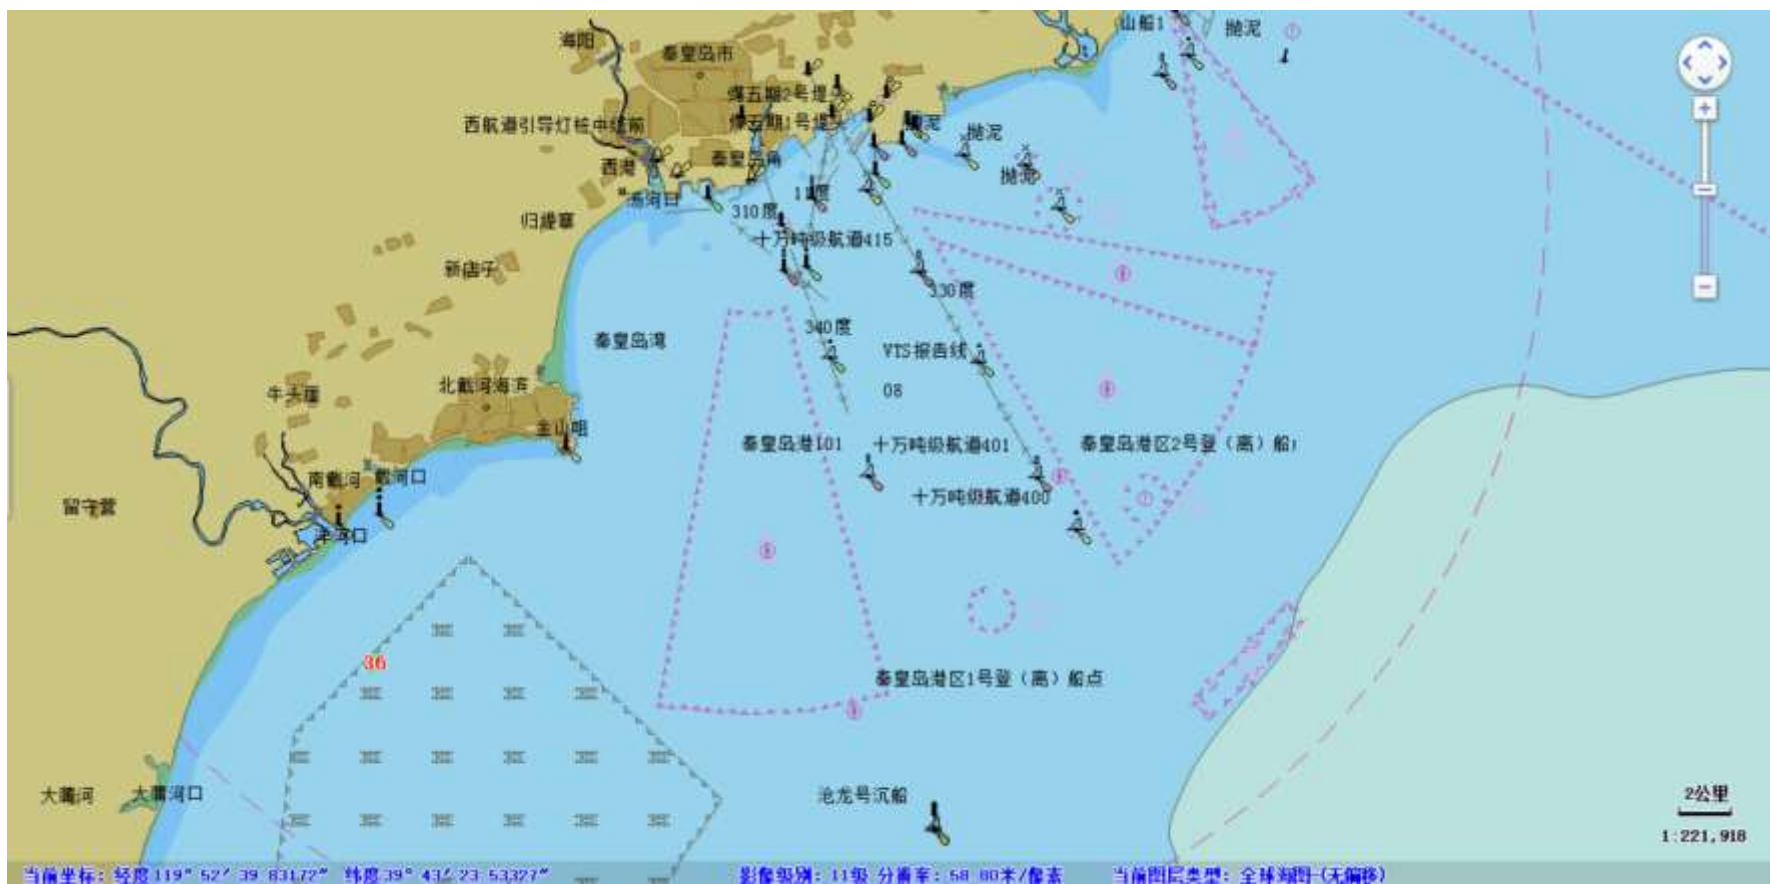 山船1
抛泥
海阳
秦皇岛市
煤五期2号堤头
西航道引导灯桩中线前
煤五期1号堤头
抛泥
抛泥
西港
秦皇岛角
抛泥
汤河口
11度
归堤寨
310度
十万吨级航道415
新店子
330度
340度
秦皇岛湾
VTS报告线
08
北戴河海滨
牛头崖
金山咀
秦皇岛港101
十万吨级航道401
秦皇岛港区2号登（离）船
南戴河
戴河口
十万吨级航道400
留守营
洋河口
36
秦皇岛港区1号登（离）船点
大蒲河
大蒲河口
沧龙号沉船
2公里
1:221,918
当前坐标：经度119° 52′ 39.83172″ 纬度39° 43′ 23.53327″
影像级别：11级 分辨率：58.80米/像素
当前图层类型：全球海图(无偏移)